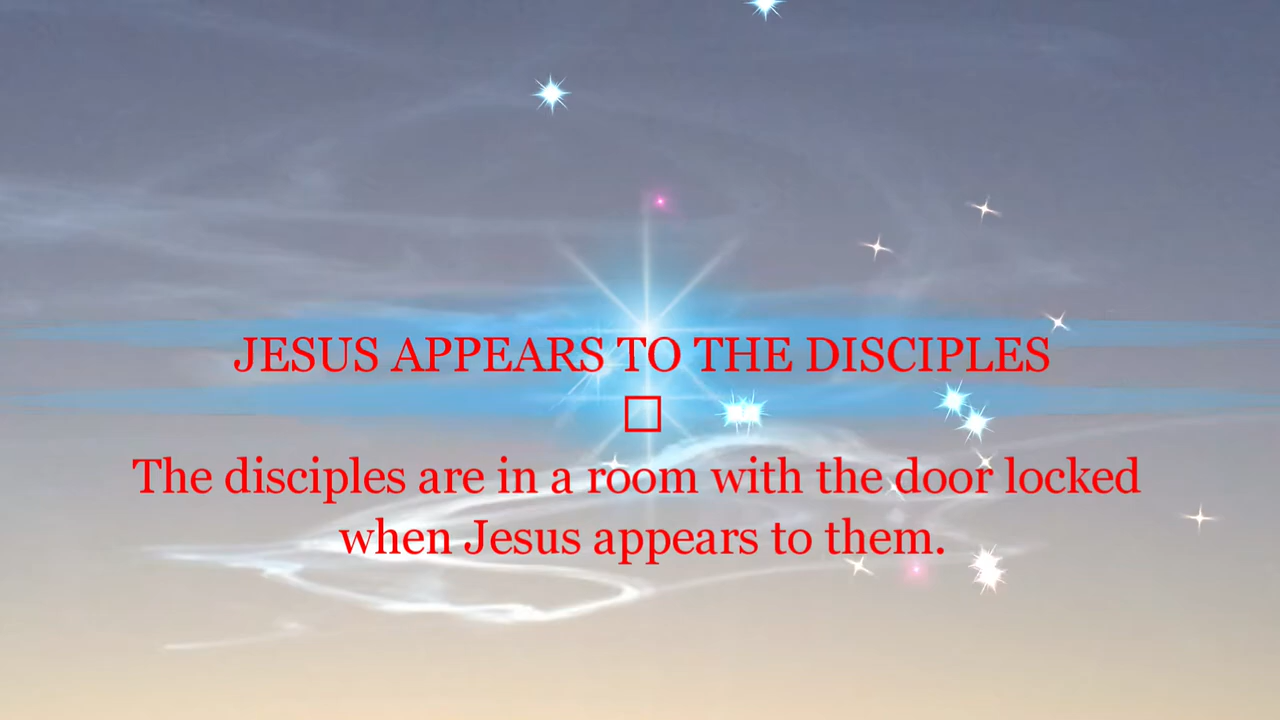 JESUS APPEARS TO THE DISCIPLES
□
The disciples are in a room with the door locked
when Jesus appears to them.